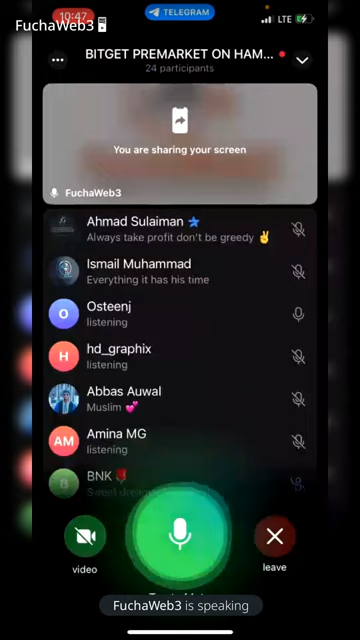 10:47
TELEGRAM
LTE
FuchaWeb3
BITGET PREMARKET ON HAM...
24 participants
You are sharing your screen
FuchaWeb3
Ahmad Sulaiman
Always take profit don't be greedy ✌️
Ismail Muhammad
Everything it has his time
O
Osteenj
listening
H
hd_graphix
listening
Abbas Auwal
Muslim 💕
AM
Amina MG
listening
B
BNK🌹
video
leave
FuchaWeb3 is speaking